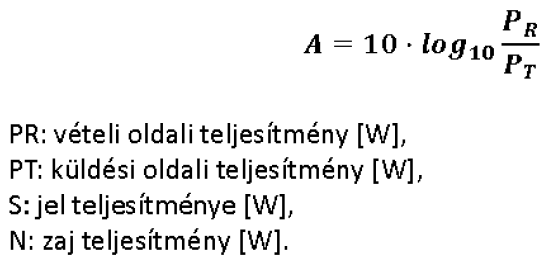 A = 10 · log₁₀ P_R / P_T
PR: vételi oldali teljesítmény [W],
PT: küldési oldali teljesítmény [W],
S: jel teljesítménye [W],
N: zaj teljesítmény [W].